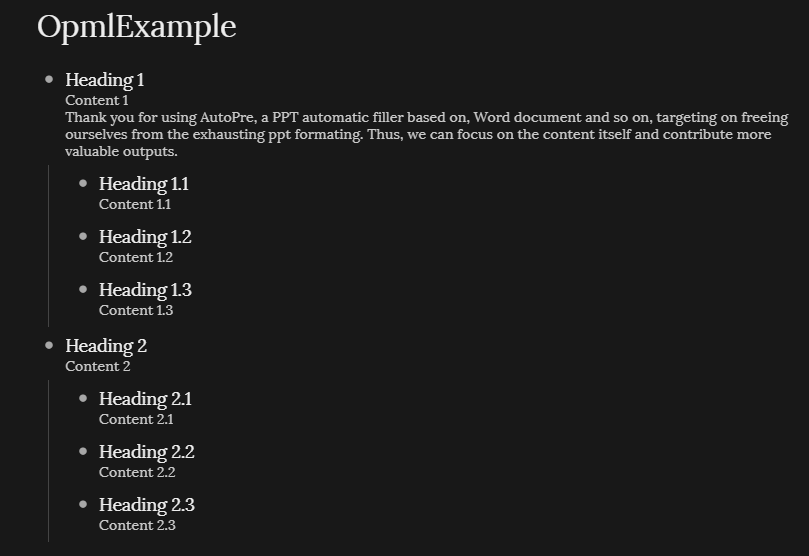 OpmlExample
Heading 1
Content 1
Thank you for using AutoPre, a PPT automatic filler based on, Word document and so on, targeting on freeing
ourselves from the exhausting ppt formating. Thus, we can focus on the content itself and contribute more
valuable outputs.
Heading 1.1
Content 1.1
Heading 1.2
Content 1.2
Heading 1.3
Content 1.3
Heading 2
Content 2
Heading 2.1
Content 2.1
Heading 2.2
Content 2.2
Heading 2.3
Content 2.3